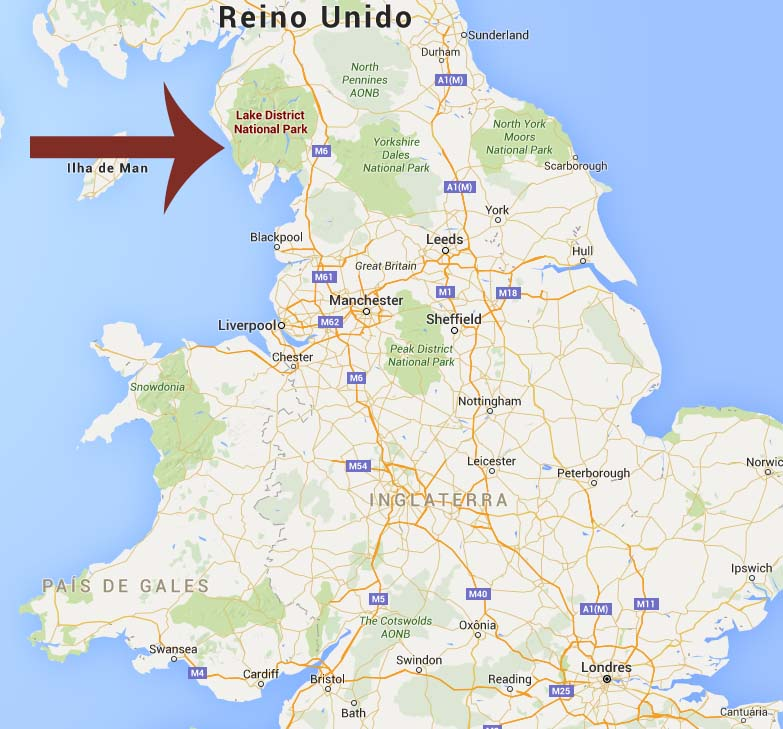 Reino Unido
Sunderland
Durham
North
Pennines
AONB
A1(M)
Lake District
National Park
North York
Moors
National Park
Yorkshire
Dales
National Park
M6
Scarborough
Ilha de Man
A1(M)
York
Blackpool
Leeds
Hull
Great Britain
M61
M1
M18
Manchester
Liverpool
M62
Sheffield
Chester
Peak District
National Park
M6
Snowdonia
Nottingham
M54
Leicester
Peterborough
Norwic
INGLATERRA
PAÍS DE GALES
Ipswich
M5
M40
A1(M)
M11
The Cotswolds
AONB
Oxônia
Swansea
Swindon
Londres
M4
Cardiff
Bristol
Reading
M25
Bath
Cantuária